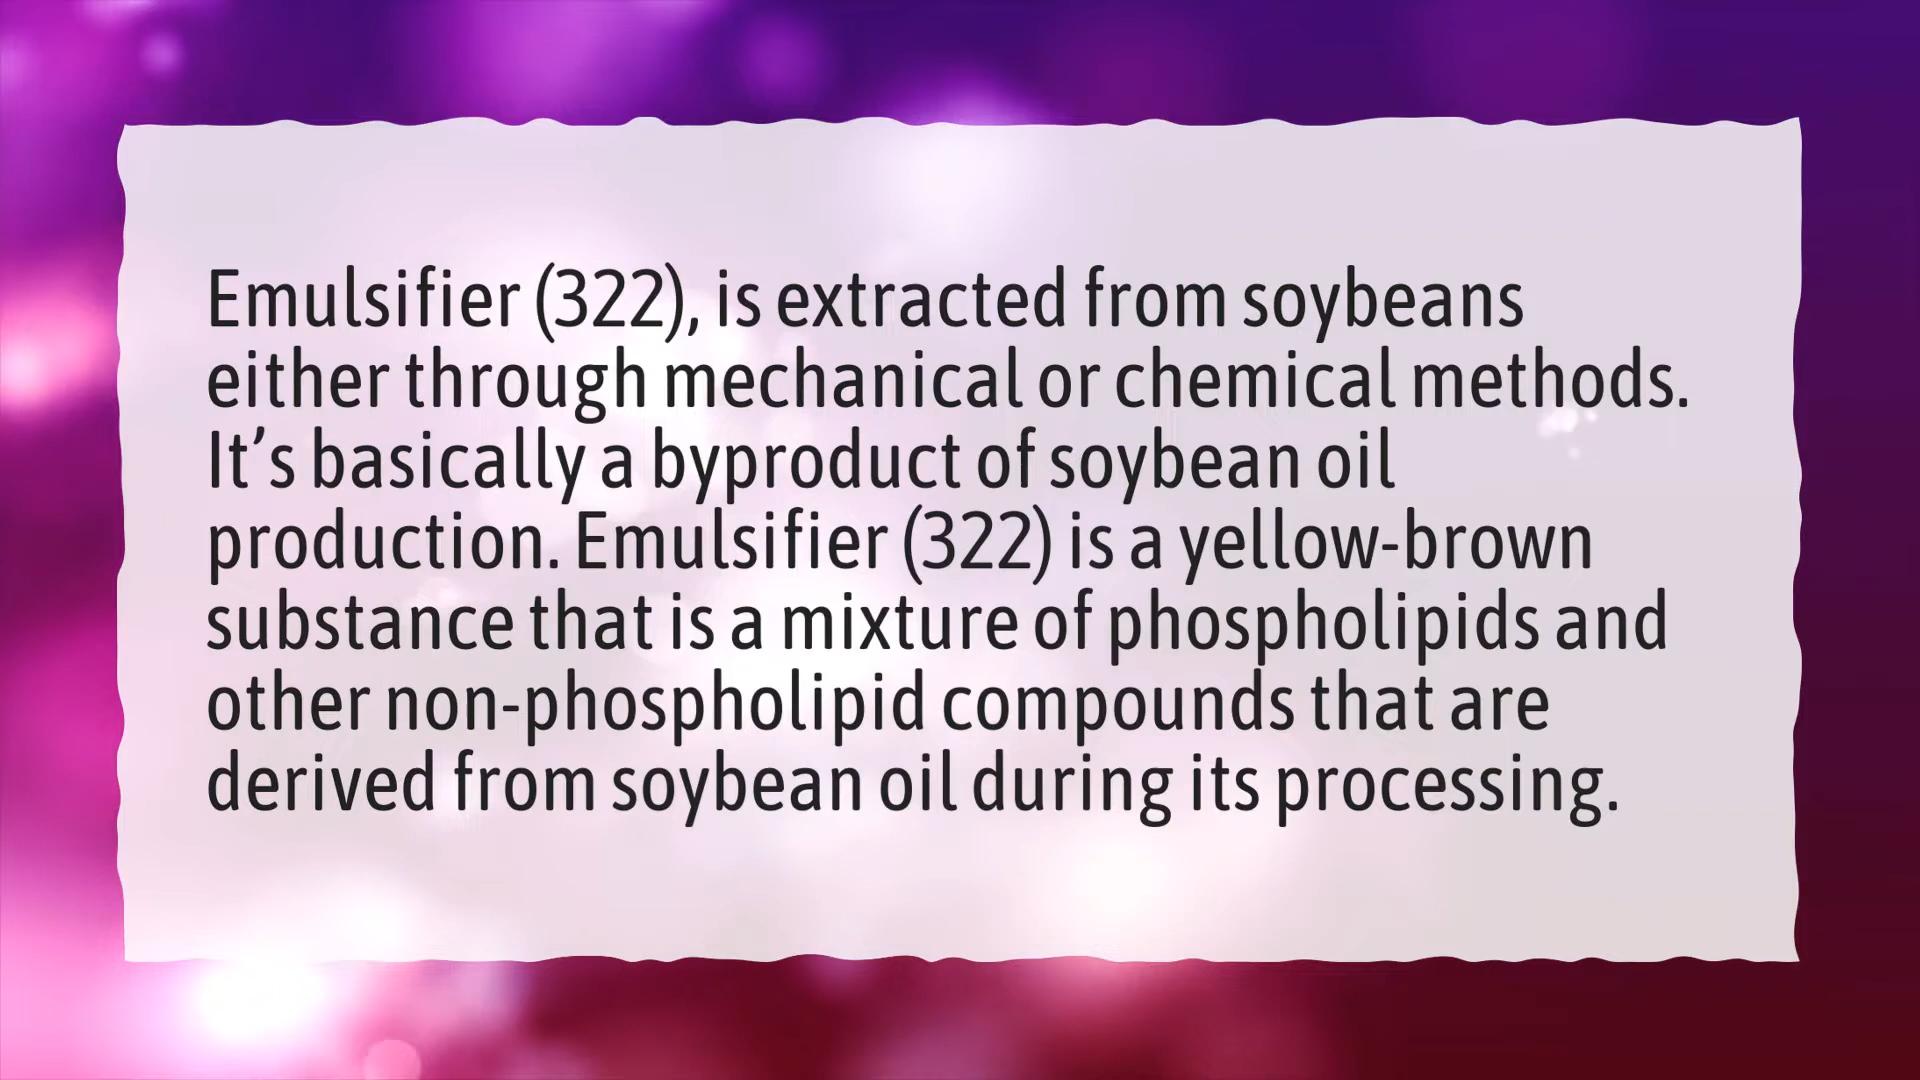 Emulsifier (322), is extracted from soybeans
either through mechanical or chemical methods.
It’s basically a byproduct of soybean oil
production. Emulsifier (322) is a yellow-brown
substance that is a mixture of phospholipids and
other non-phospholipid compounds that are
derived from soybean oil during its processing.